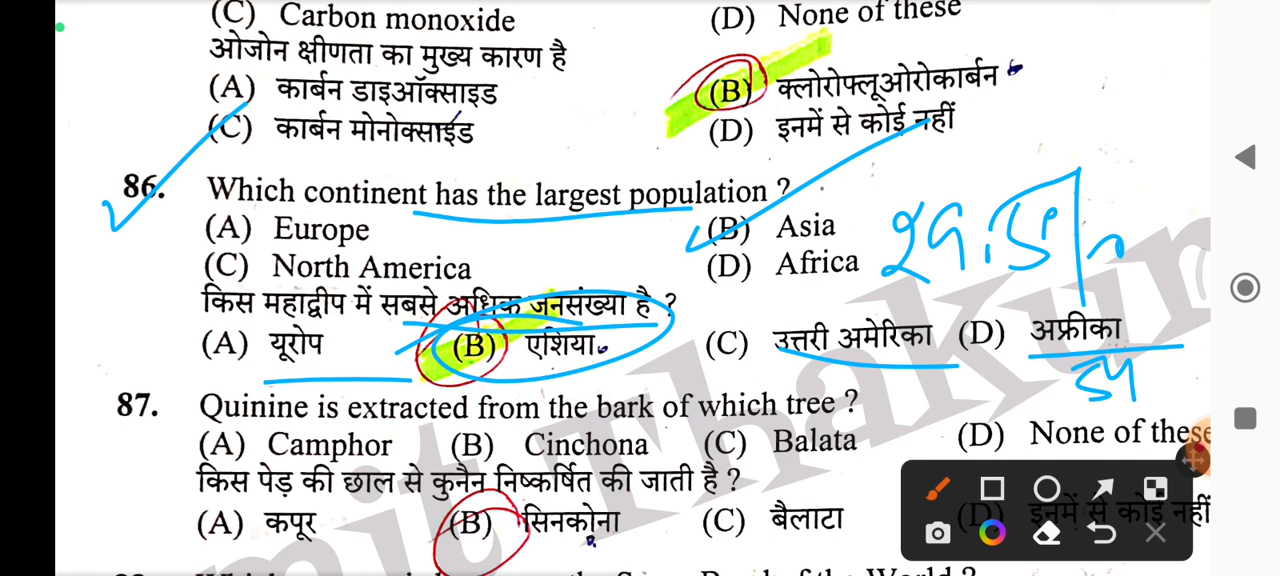 (C) Carbon monoxide (D) None of these
ओजोन क्षीणता का मुख्य कारण है
(A) कार्बन डाइऑक्साइड (B) क्लोरोफ्लूओरोकार्बन
(C) कार्बन मोनोक्साईड (D) इनमें से कोई नहीं
86. Which continent has the largest population ?
(A) Europe (B) Asia
(C) North America (D) Africa
किस महाद्वीप में सबसे अधिक जनसंख्या है ?
(A) यूरोप (B) एशिया (C) उत्तरी अमेरिका (D) अफ्रीका
87. Quinine is extracted from the bark of which tree ?
(A) Camphor (B) Cinchona (C) Balata (D) None of these
किस पेड़ की छाल से कुनैन निष्कर्षित की जाती है ?
(A) कपूर (B) सिनकोना (C) बैलाटा (D) इनमें से कोई नहीं
mit Thakur